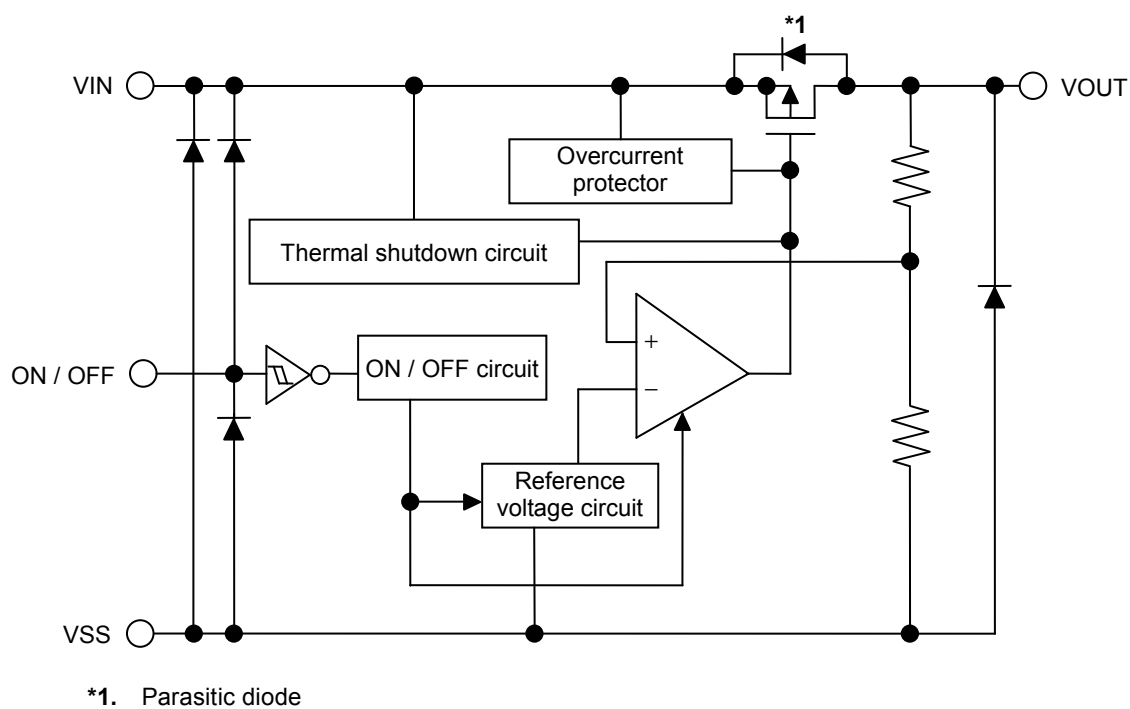 *1
VIN
VOUT
Overcurrent
protector
Thermal shutdown circuit
+
−
ON / OFF
ON / OFF circuit
Reference
voltage circuit
VSS
*1. Parasitic diode